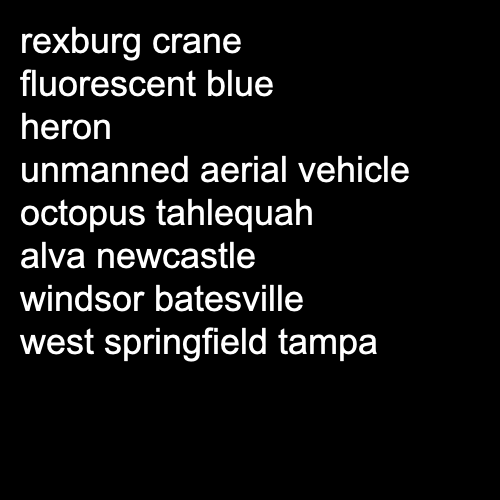 rexburg crane
fluorescent blue
heron
unmanned aerial vehicle
octopus tahlequah
alva newcastle
windsor batesville
west springfield tampa